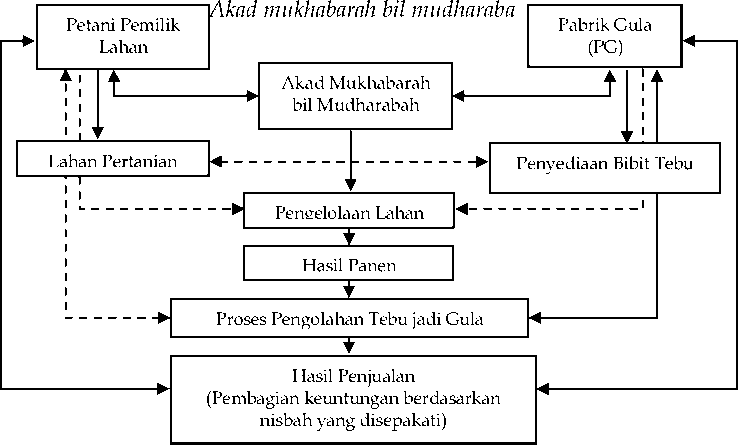 Akad mukhabarah bil mudharaba
Petani Pemilik
Lahan
Pabrik Gula
(PG)
Akad Mukhabarah
bil Mudharabah
Lahan Pertanian
Penyediaan Bibit Tebu
Pengelolaan Lahan
Hasil Panen
Proses Pengolahan Tebu jadi Gula
Hasil Penjualan
(Pembagian keuntungan berdasarkan
nisbah yang disepakati)